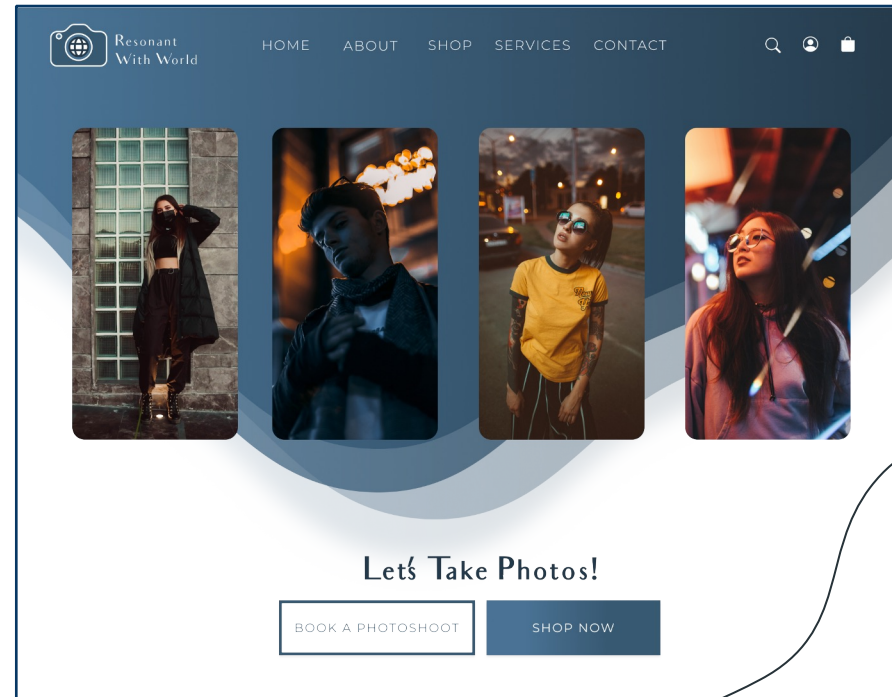 Resonant
With World
HOME ABOUT SHOP SERVICES CONTACT
Let's Take Photos!
BOOK A PHOTOSHOOT SHOP NOW